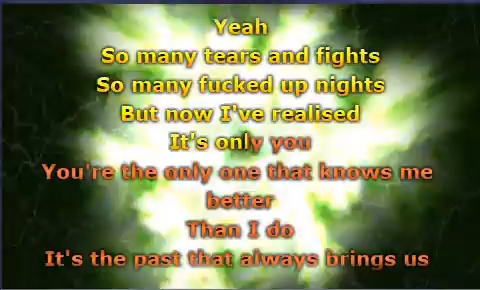 Yeah
So many tears and fights
So many fucked up nights
But now I've realised
It's only you
You're the only one that knows me
better
Than I do
It's the past that always brings us